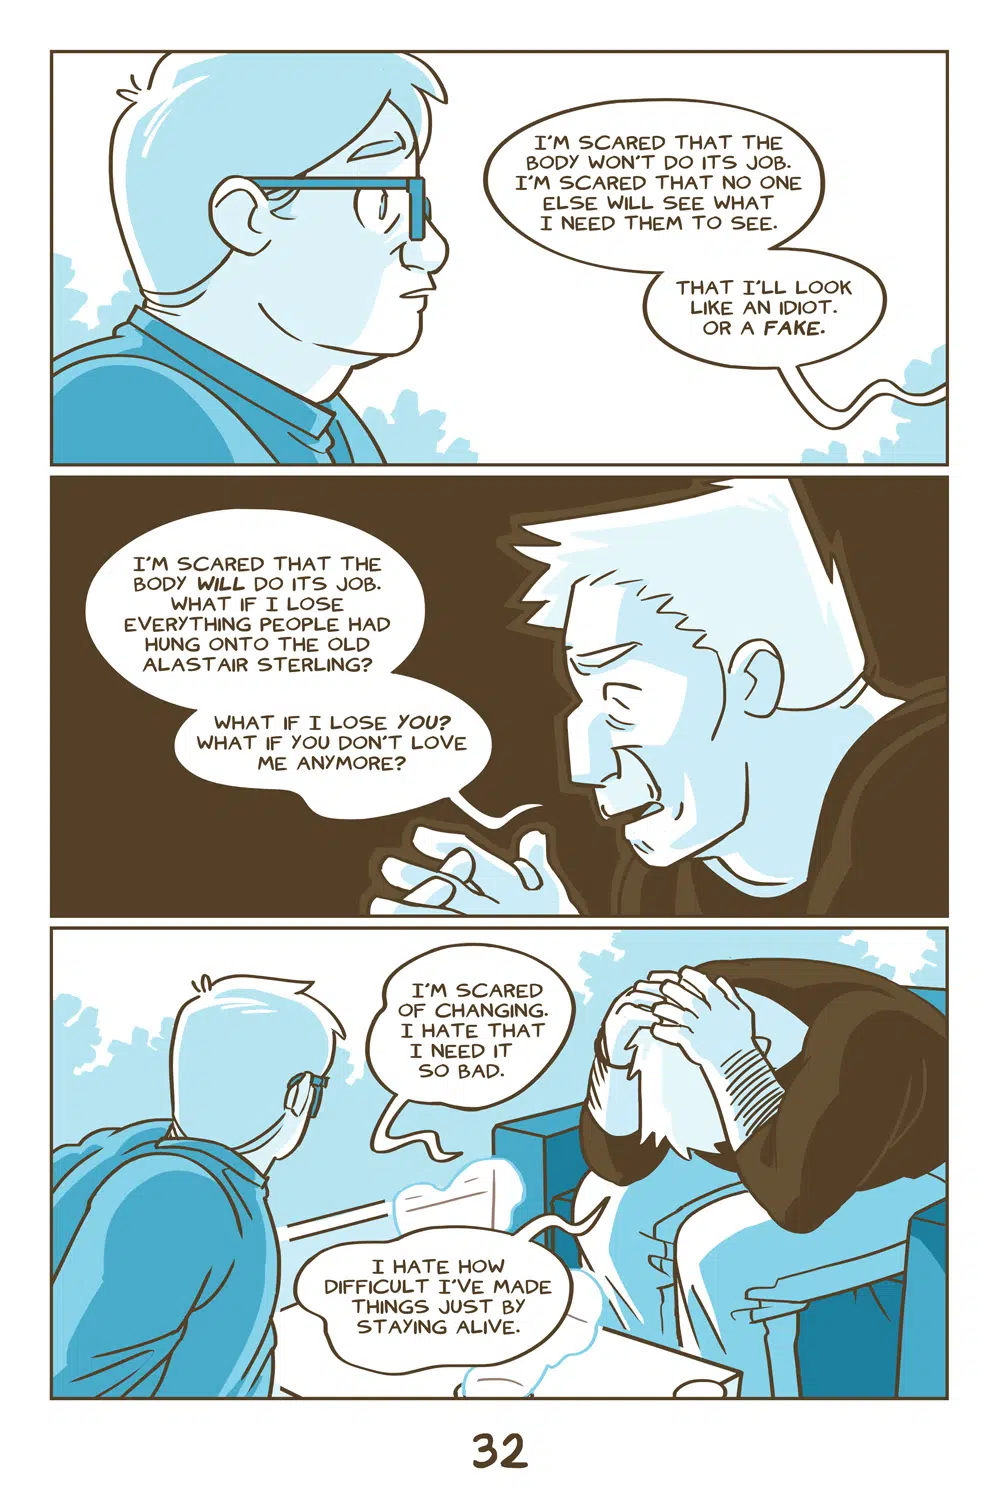 I'M SCARED THAT THE
BODY WON'T DO ITS JOB.
I'M SCARED THAT NO ONE
ELSE WILL SEE WHAT
I NEED THEM TO SEE.
THAT I'LL LOOK
LIKE AN IDIOT.
OR A FAKE.
I'M SCARED THAT THE
BODY WILL DO ITS JOB.
WHAT IF I LOSE
EVERYTHING PEOPLE HAD
HUNG ONTO THE OLD
ALASTAIR STERLING?
WHAT IF I LOSE YOU?
WHAT IF YOU DON'T LOVE
ME ANYMORE?
I'M SCARED
OF CHANGING.
I HATE THAT
I NEED IT
SO BAD.
I HATE HOW
DIFFICULT I'VE MADE
THINGS JUST BY
STAYING ALIVE.
32